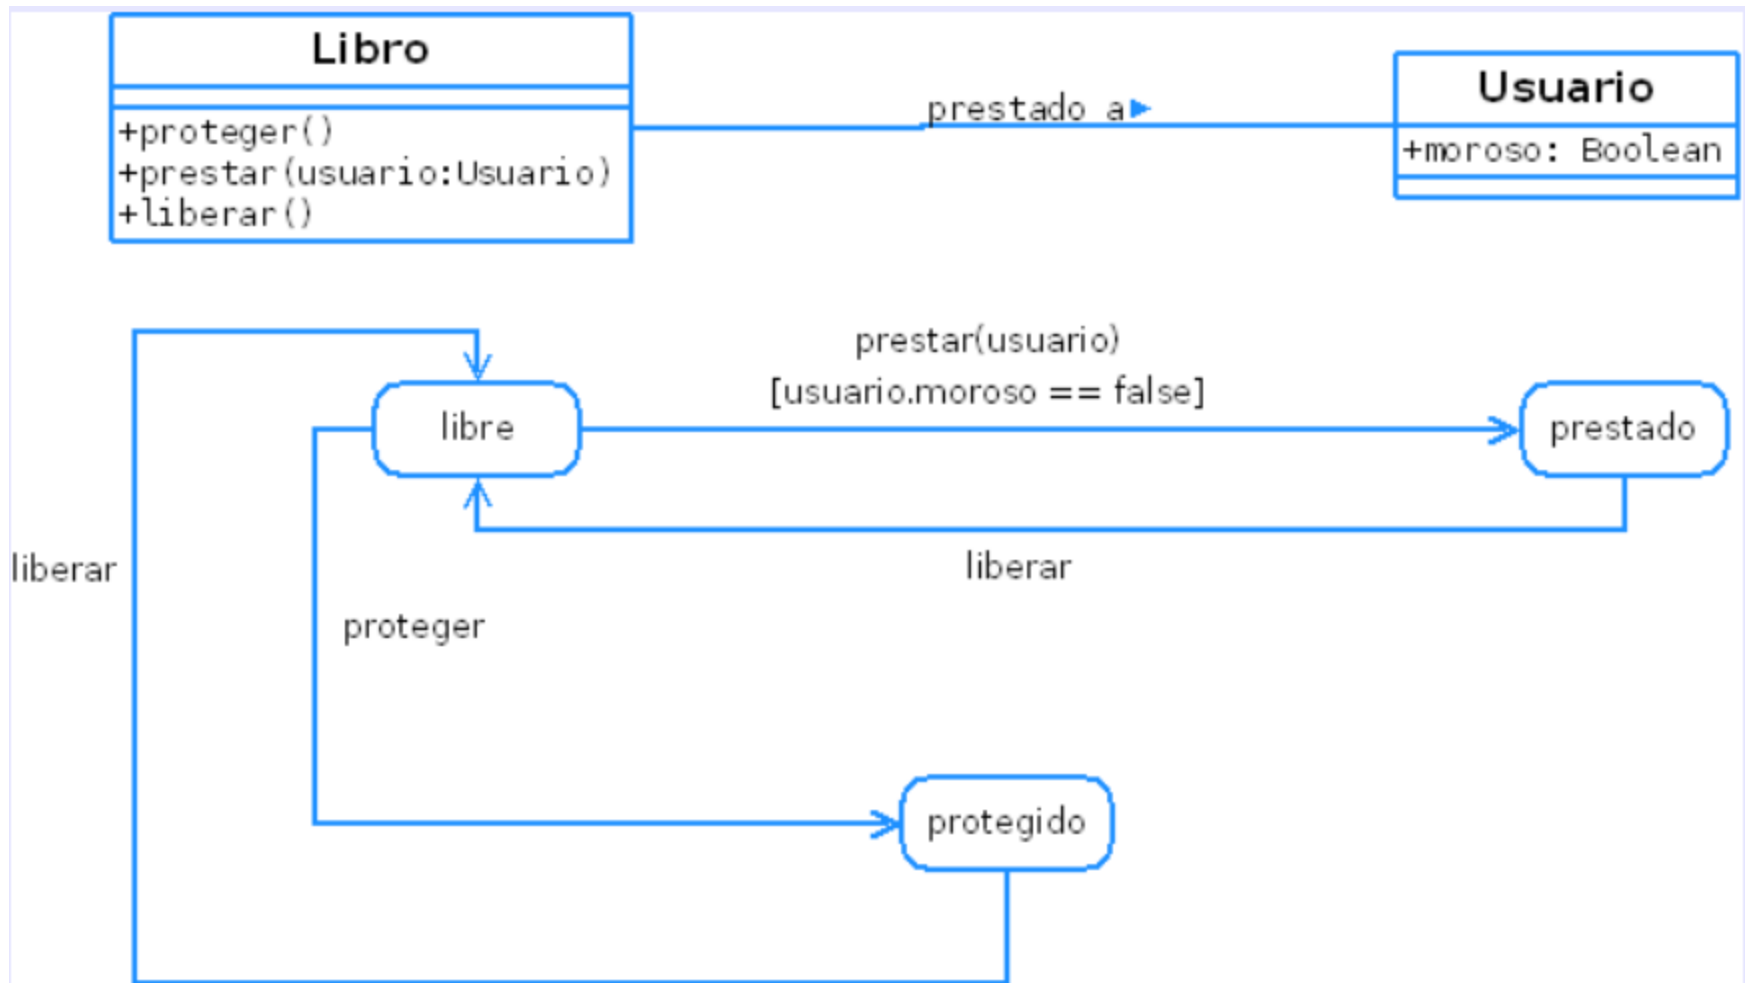 Libro
+proteger()
+prestar(usuario:Usuario)
+liberar()
prestado a
Usuario
+moroso: Boolean
prestar(usuario)
[usuario.moroso == false]
libre
prestado
liberar
liberar
proteger
protegido